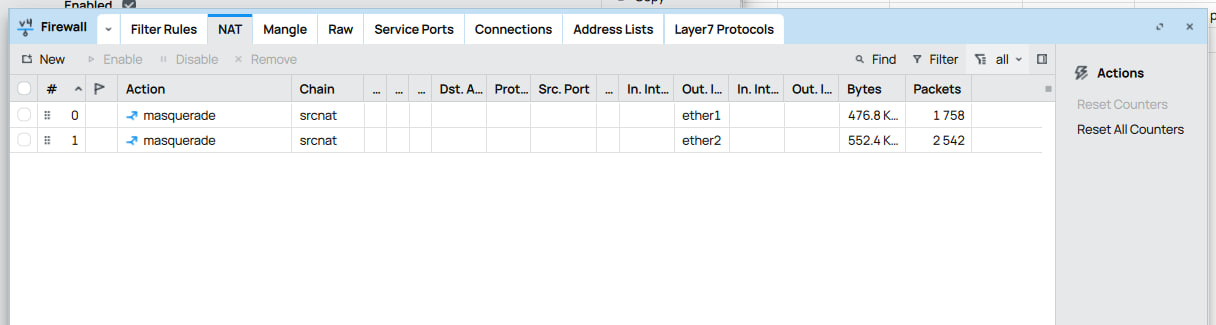 Enabled Copy
Firewall Filter Rules NAT Mangle Raw Service Ports Connections Address Lists Layer7 Protocols
New Enable Disable Remove Find Filter all
# Action Chain ... ... ... Dst. A... Prot... Src. Port ... In. Int... Out. I... In. Int... Out. I... Bytes Packets
0 masquerade srcnat ether1 476.8 K... 1 758
1 masquerade srcnat ether2 552.4 K... 2 542
Actions
Reset Counters
Reset All Counters